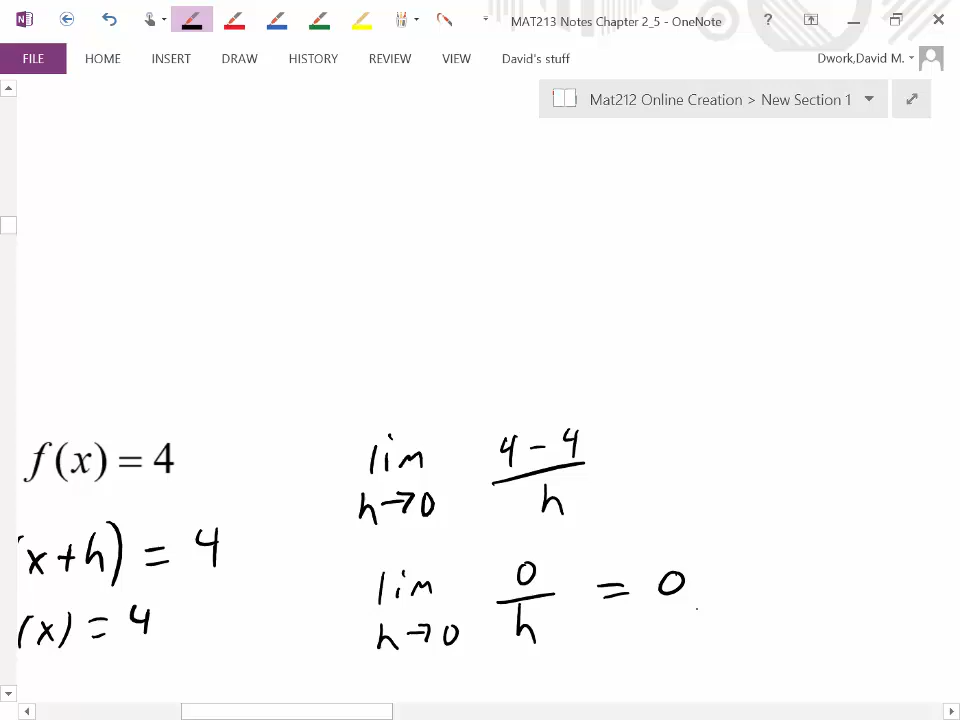 MAT213 Notes Chapter 2_5 - OneNote
?
FILE HOME INSERT DRAW HISTORY REVIEW VIEW David's stuff Dwork,David M.
Mat212 Online Creation > New Section 1
f(x) = 4
lim h→0 4 - 4 / h
(x+h) = 4
(x) = 4
lim h→0 0 / h = 0